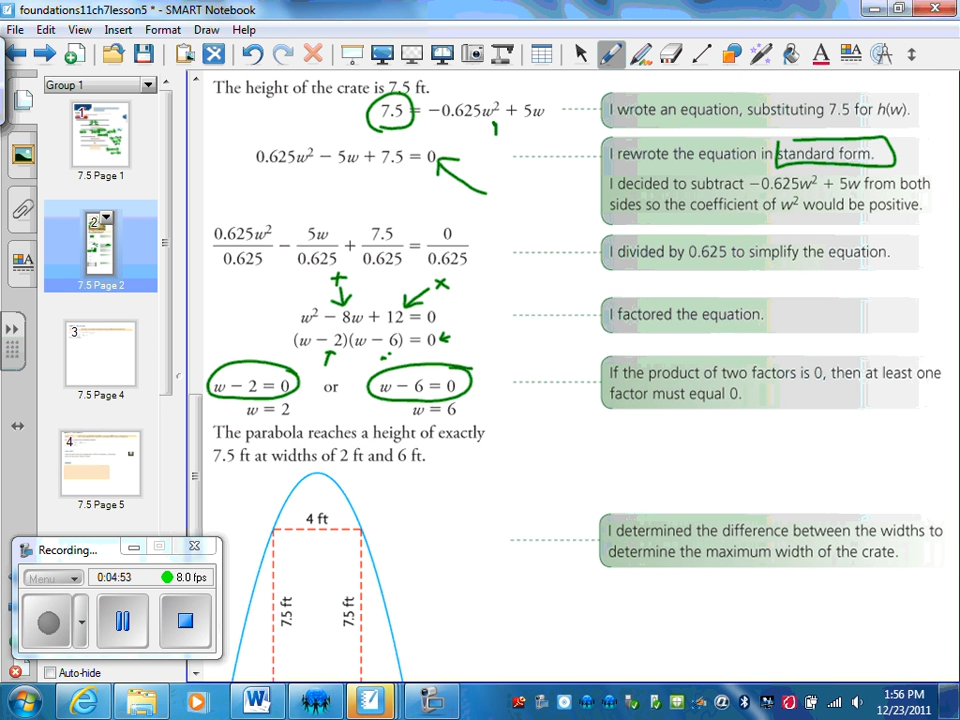 foundations11ch7lesson5 * - SMART Notebook
File Edit View Insert Format Draw Help
Group 1
1
7.5 Page 1
2
7.5 Page 2
3
7.5 Page 4
4
7.5 Page 5
The height of the crate is 7.5 ft.
7.5 = −0.625w² + 5w
I wrote an equation, substituting 7.5 for h(w).
0.625w² − 5w + 7.5 = 0
I rewrote the equation in standard form.
I decided to subtract −0.625w² + 5w from both
sides so the coefficient of w² would be positive.
0.625w²/0.625 − 5w/0.625 + 7.5/0.625 = 0/0.625
I divided by 0.625 to simplify the equation.
+ ×
w² − 8w + 12 = 0
I factored the equation.
(w − 2)(w − 6) = 0
w − 2 = 0 or w − 6 = 0
w = 2 w = 6
If the product of two factors is 0, then at least one
factor must equal 0.
The parabola reaches a height of exactly
7.5 ft at widths of 2 ft and 6 ft.
4 ft
7.5 ft
7.5 ft
I determined the difference between the widths to
determine the maximum width of the crate.
Recording...
Menu 0:04:53 8.0 fps
Auto-hide
1:56 PM
12/23/2011